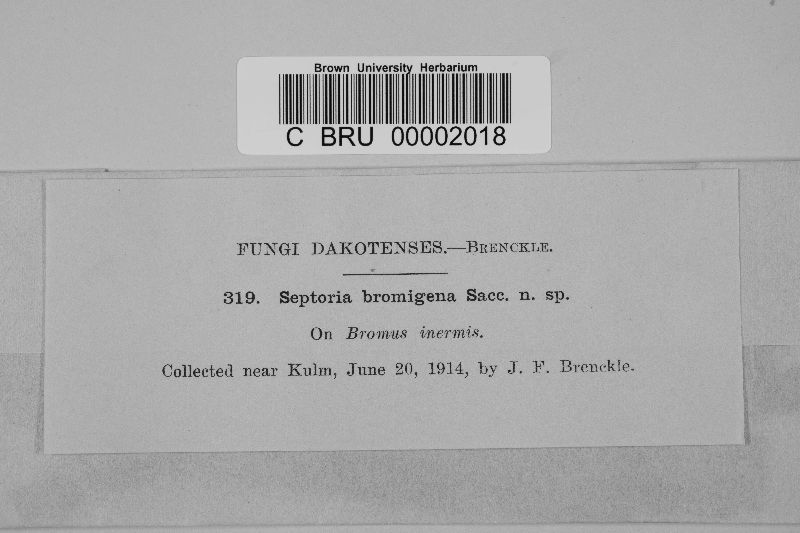 Brown University Herbarium
C BRU 00002018
FUNGI DAKOTENSES.—BRENCKLE.
319. Septoria bromigena Sacc. n. sp.
On Bromus inermis.
Collected near Kulm, June 20, 1914, by J. F. Brenckle.